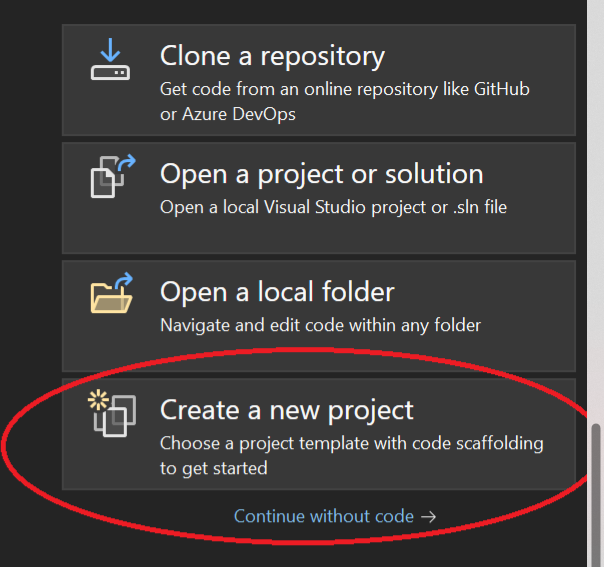 Clone a repository
Get code from an online repository like GitHub
or Azure DevOps
Open a project or solution
Open a local Visual Studio project or .sln file
Open a local folder
Navigate and edit code within any folder
Create a new project
Choose a project template with code scaffolding
to get started
Continue without code →